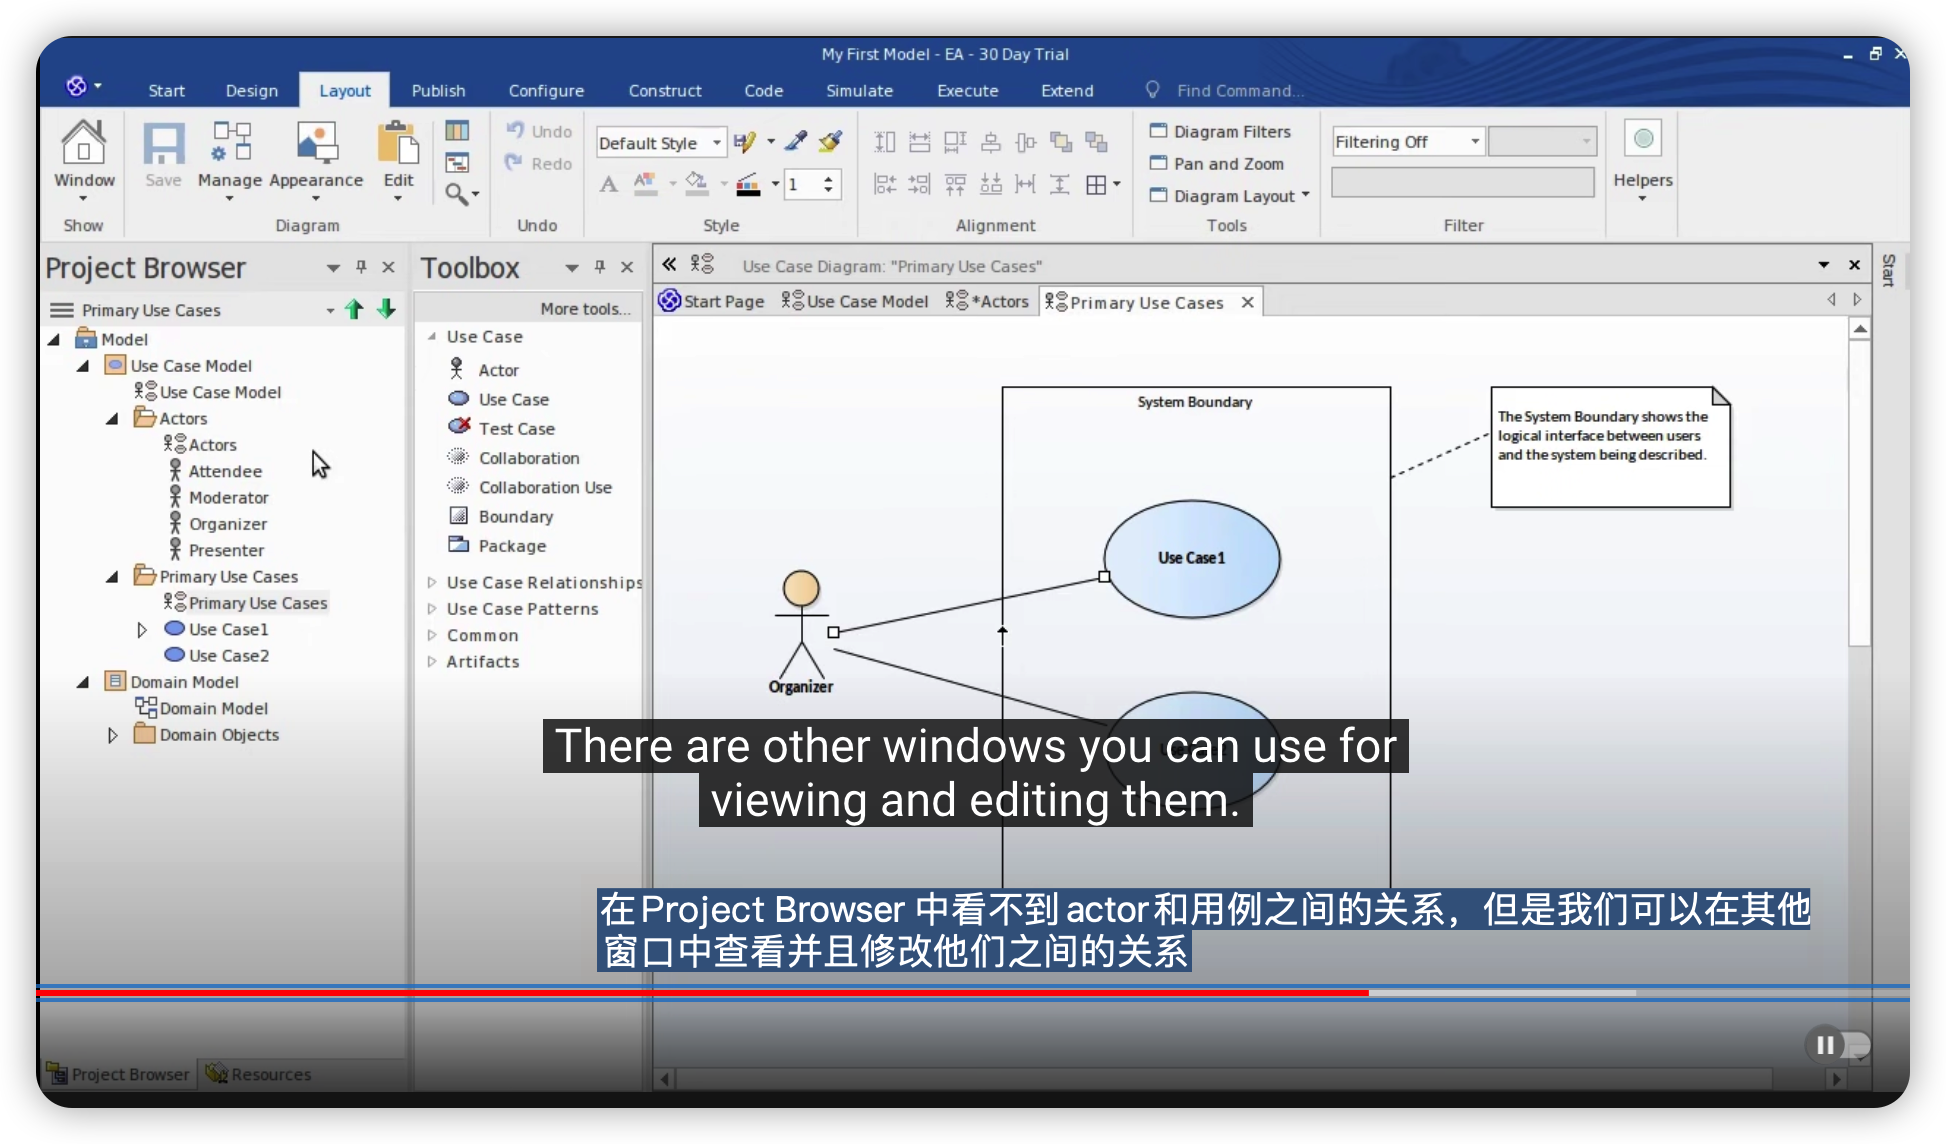 My First Model - EA - 30 Day Trial
Start Design Layout Publish Configure Construct Code Simulate Execute Extend Find Command...
Window
Show
Save Manage Appearance Edit
Diagram
Undo
Redo
Undo
Default Style
1
Style
Alignment
Diagram Filters
Pan and Zoom
Diagram Layout
Tools
Filtering Off
Filter
Helpers
Project Browser
Primary Use Cases
Model
Use Case Model
Use Case Model
Actors
Actors
Attendee
Moderator
Organizer
Presenter
Primary Use Cases
Primary Use Cases
Use Case1
Use Case2
Domain Model
Domain Model
Domain Objects
Project Browser Resources
Toolbox
More tools...
Use Case
Actor
Use Case
Test Case
Collaboration
Collaboration Use
Boundary
Package
Use Case Relationships
Use Case Patterns
Common
Artifacts
Use Case Diagram: "Primary Use Cases"
Start Page Use Case Model *Actors Primary Use Cases
Start
System Boundary
The System Boundary shows the
logical interface between users
and the system being described.
Use Case1
Organizer
There are other windows you can use for
viewing and editing them.
在Project Browser 中看不到 actor和用例之间的关系，但是我们可以在其他
窗口中查看并且修改他们之间的关系